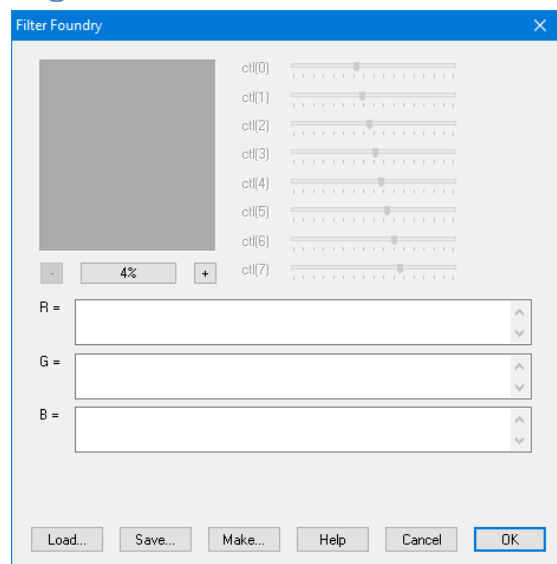 Filter Foundry
ctl(0)
ctl(1)
ctl(2)
ctl(3)
ctl(4)
ctl(5)
ctl(6)
ctl(7)
- 4% +
R =
G =
B =
Load... Save... Make... Help Cancel OK